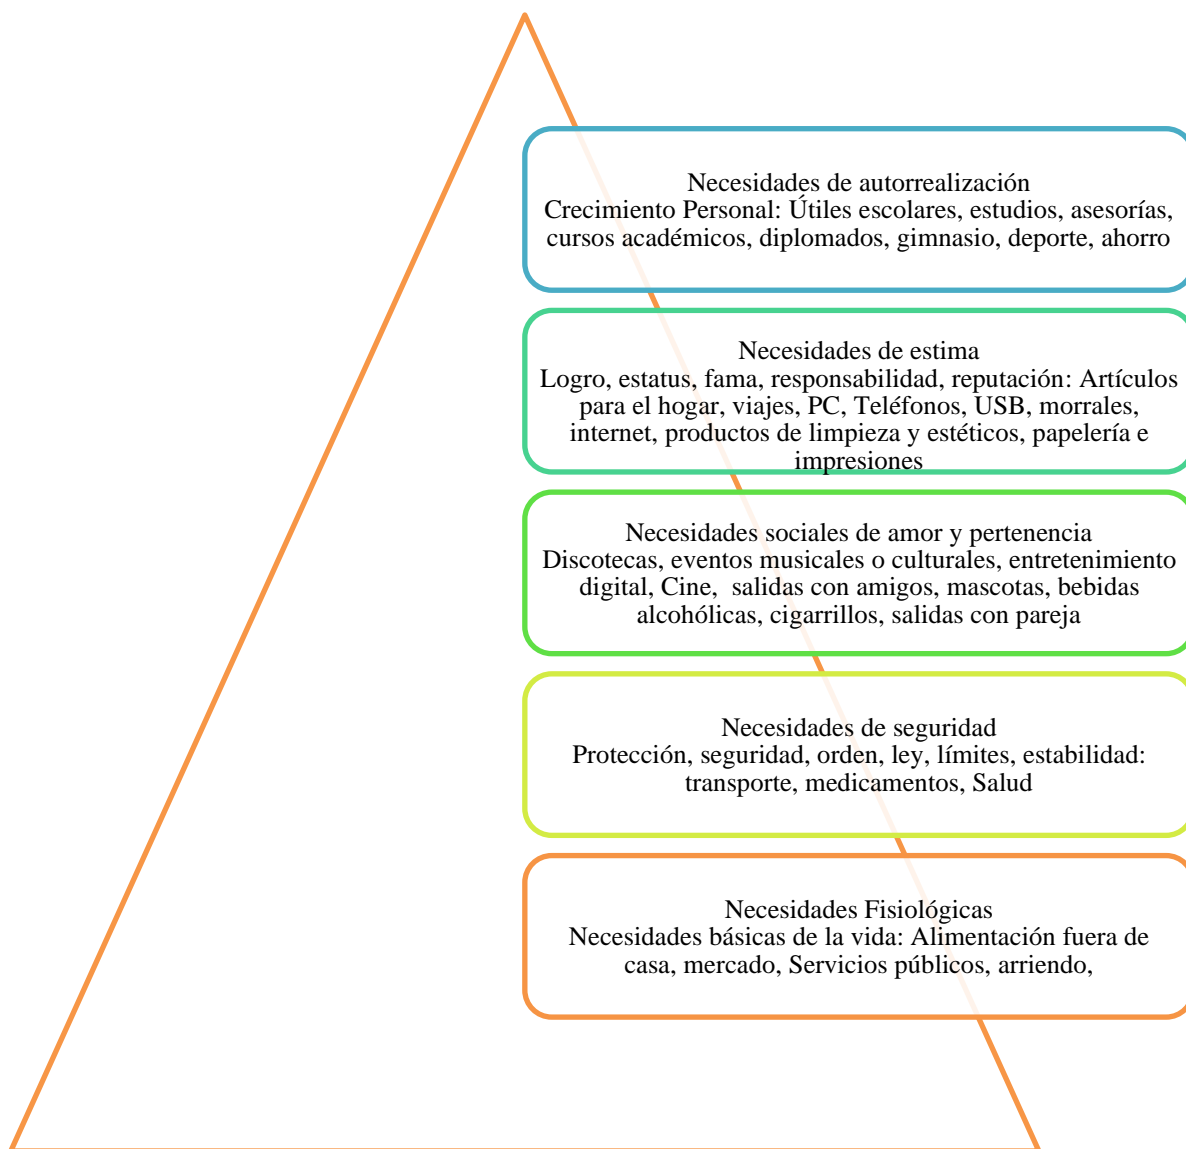 Necesidades de autorrealización
Crecimiento Personal: Útiles escolares, estudios, asesorías,
cursos académicos, diplomados, gimnasio, deporte, ahorro
Necesidades de estima
Logro, estatus, fama, responsabilidad, reputación: Artículos
para el hogar, viajes, PC, Teléfonos, USB, morrales,
internet, productos de limpieza y estéticos, papelería e
impresiones
Necesidades sociales de amor y pertenencia
Discotecas, eventos musicales o culturales, entretenimiento
digital, Cine,  salidas con amigos, mascotas, bebidas
alcohólicas, cigarrillos, salidas con pareja
Necesidades de seguridad
Protección, seguridad, orden, ley, límites, estabilidad:
transporte, medicamentos, Salud
Necesidades Fisiológicas
Necesidades básicas de la vida: Alimentación fuera de
casa, mercado, Servicios públicos, arriendo,